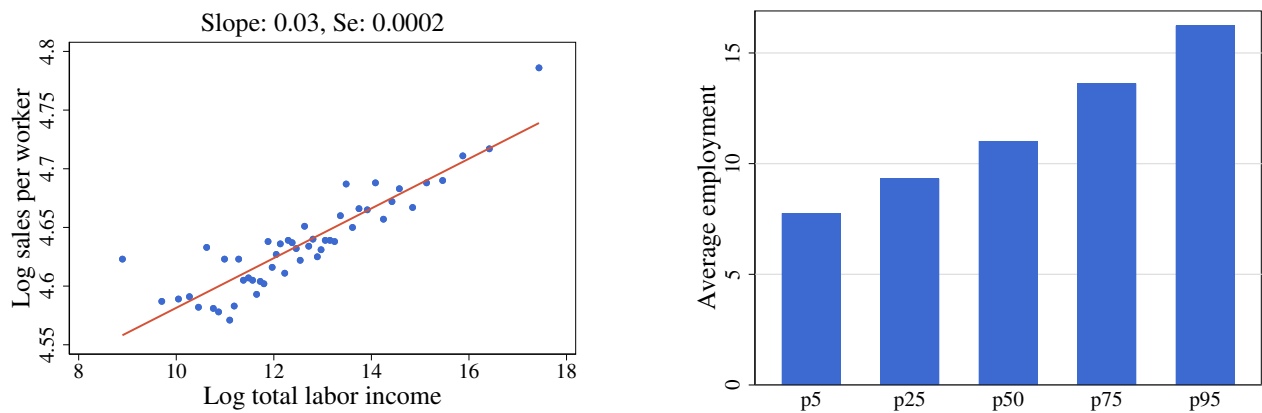 Slope: 0.03, Se: 0.0002
Log sales per worker
4.8
4.75
4.7
4.65
4.6
4.55
8 10 12 14 16 18
Log total labor income
Average employment
15
10
5
0
p5 p25 p50 p75 p95